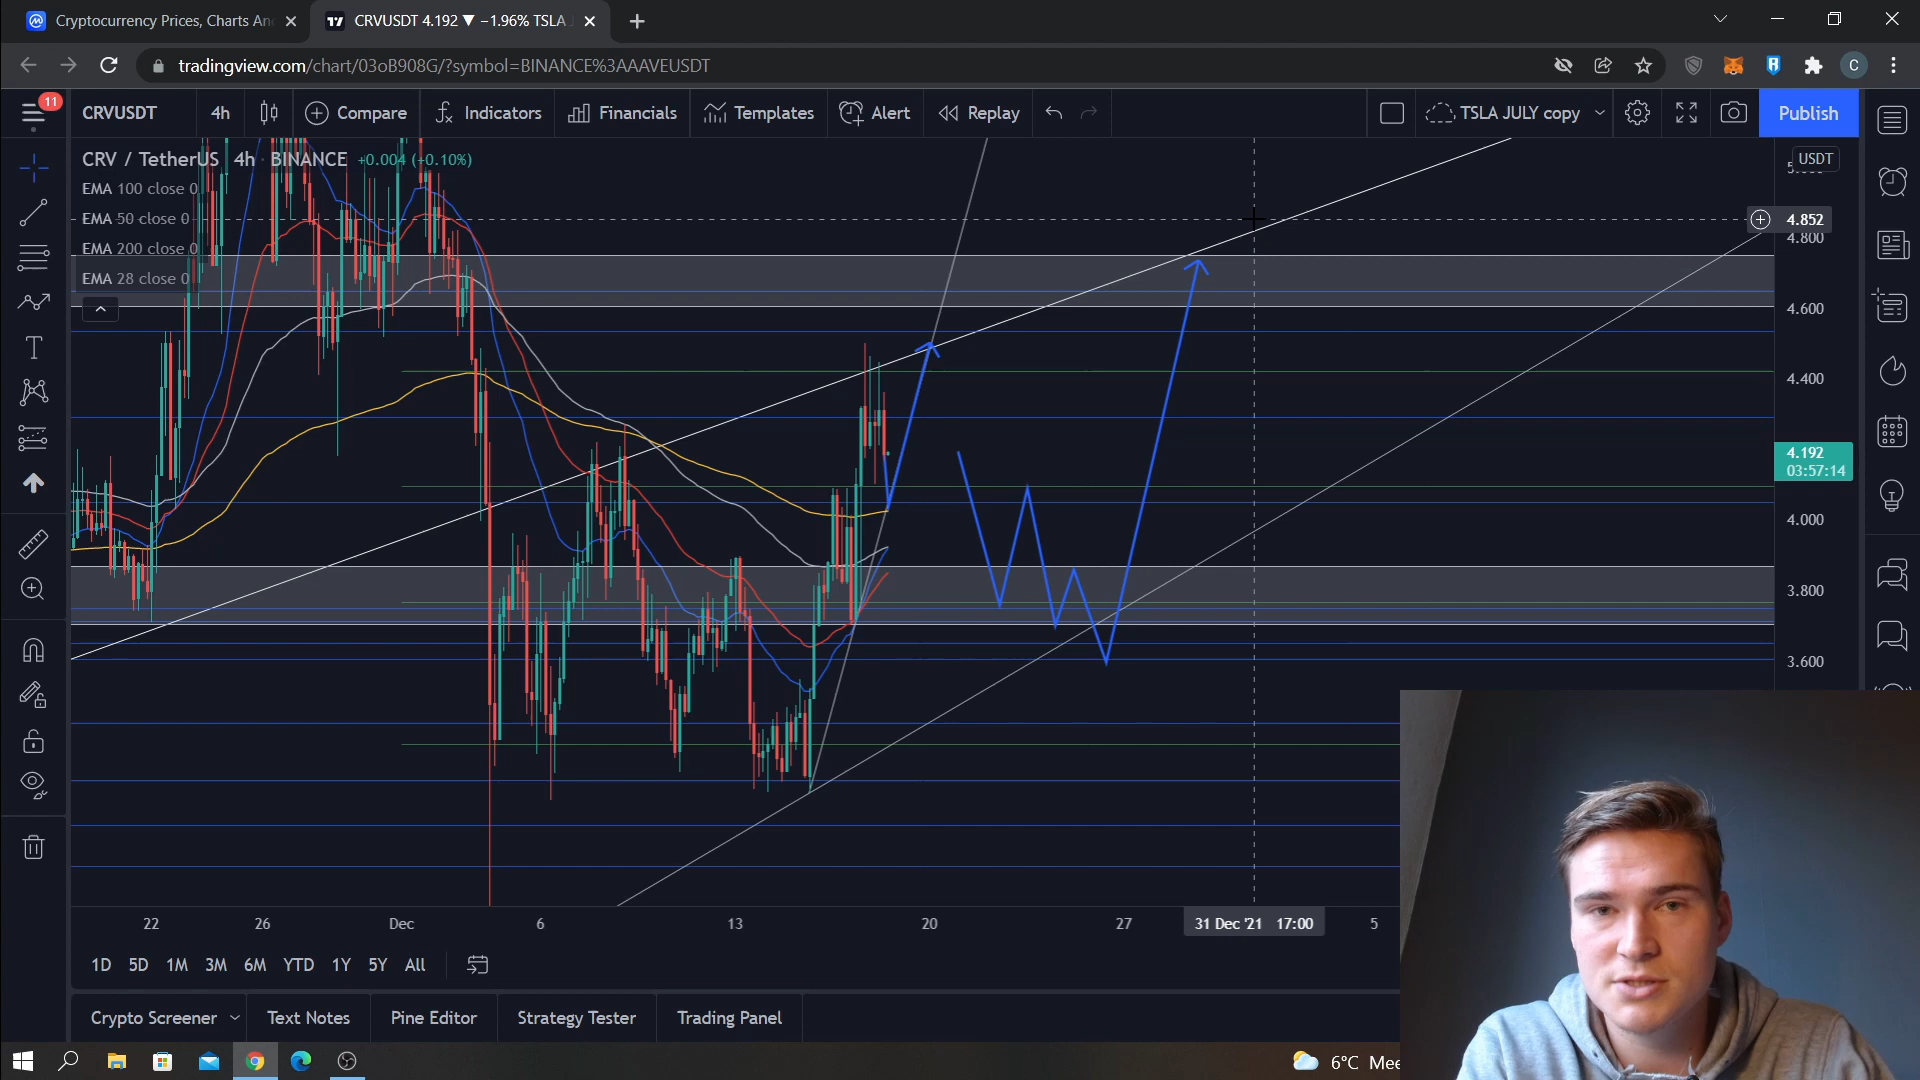 Cryptocurrency Prices, Charts An
CRVUSDT 4.192 ▼ −1.96% TSLA
tradingview.com/chart/03oB908G/?symbol=BINANCE%3AAAVEUSDT
C
11
CRVUSDT
4h
Compare
Indicators
Financials
Templates
Alert
Replay
TSLA JULY copy
Publish
CRV / TetherUS 4h · BINANCE +0.004 (+0.10%)
USDT
EMA 100 close 0
EMA 50 close 0
EMA 200 close 0
EMA 28 close 0
4.852
4.800
4.600
4.400
4.192
03:57:14
4.000
3.800
3.600
22
26
Dec
6
13
20
27
31 Dec '21 17:00
5
1D 5D 1M 3M 6M YTD 1Y 5Y All
Crypto Screener
Text Notes
Pine Editor
Strategy Tester
Trading Panel
6°C Mee